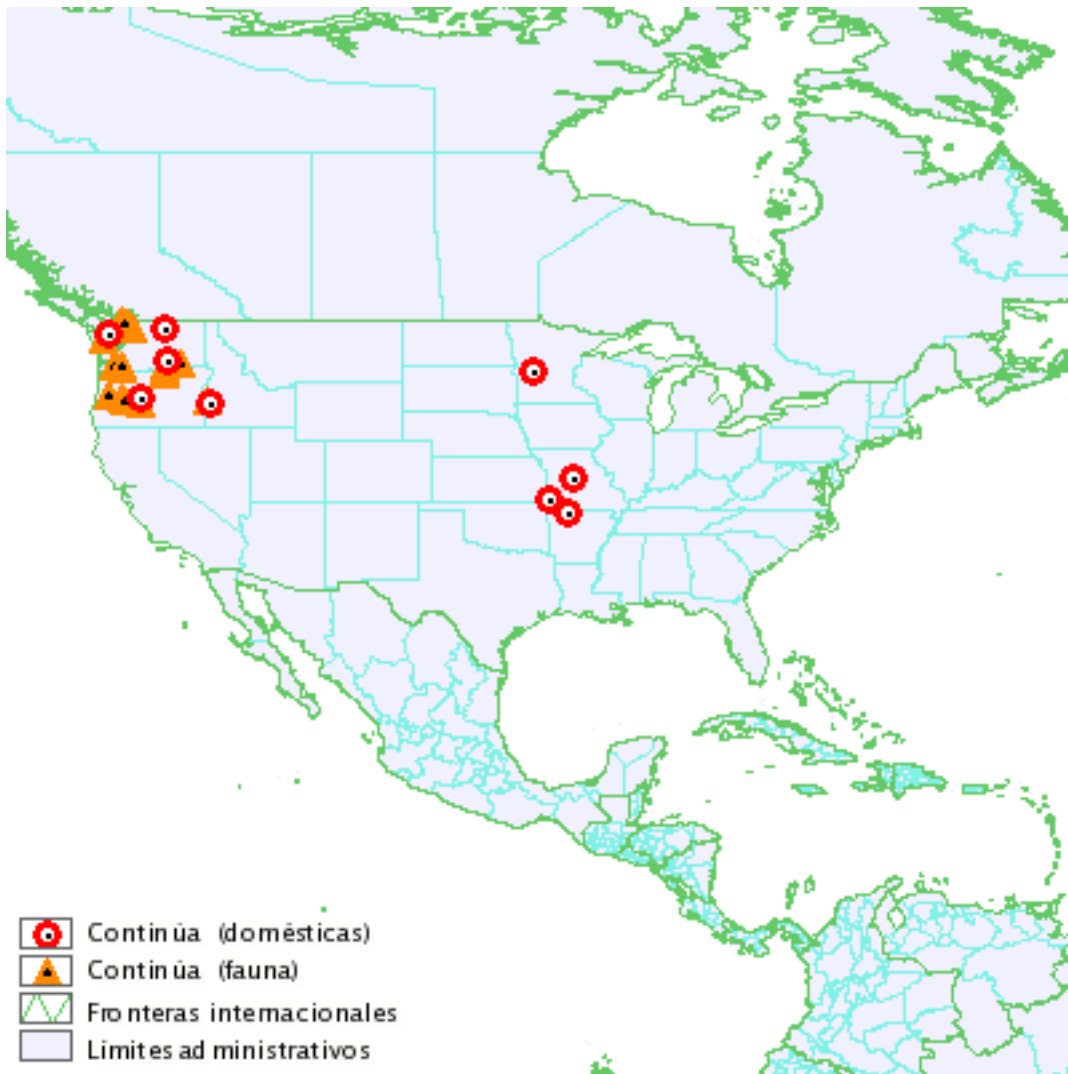 Continúa (domésticas)
Continúa (fauna)
Fronteras internacionales
Límites administrativos